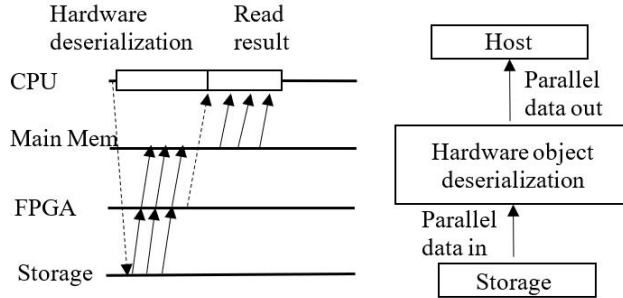 Hardware
deserialization
Read
result
CPU
Main Mem
FPGA
Storage
Host
Parallel
data out
Hardware object
deserialization
Parallel
data in
Storage